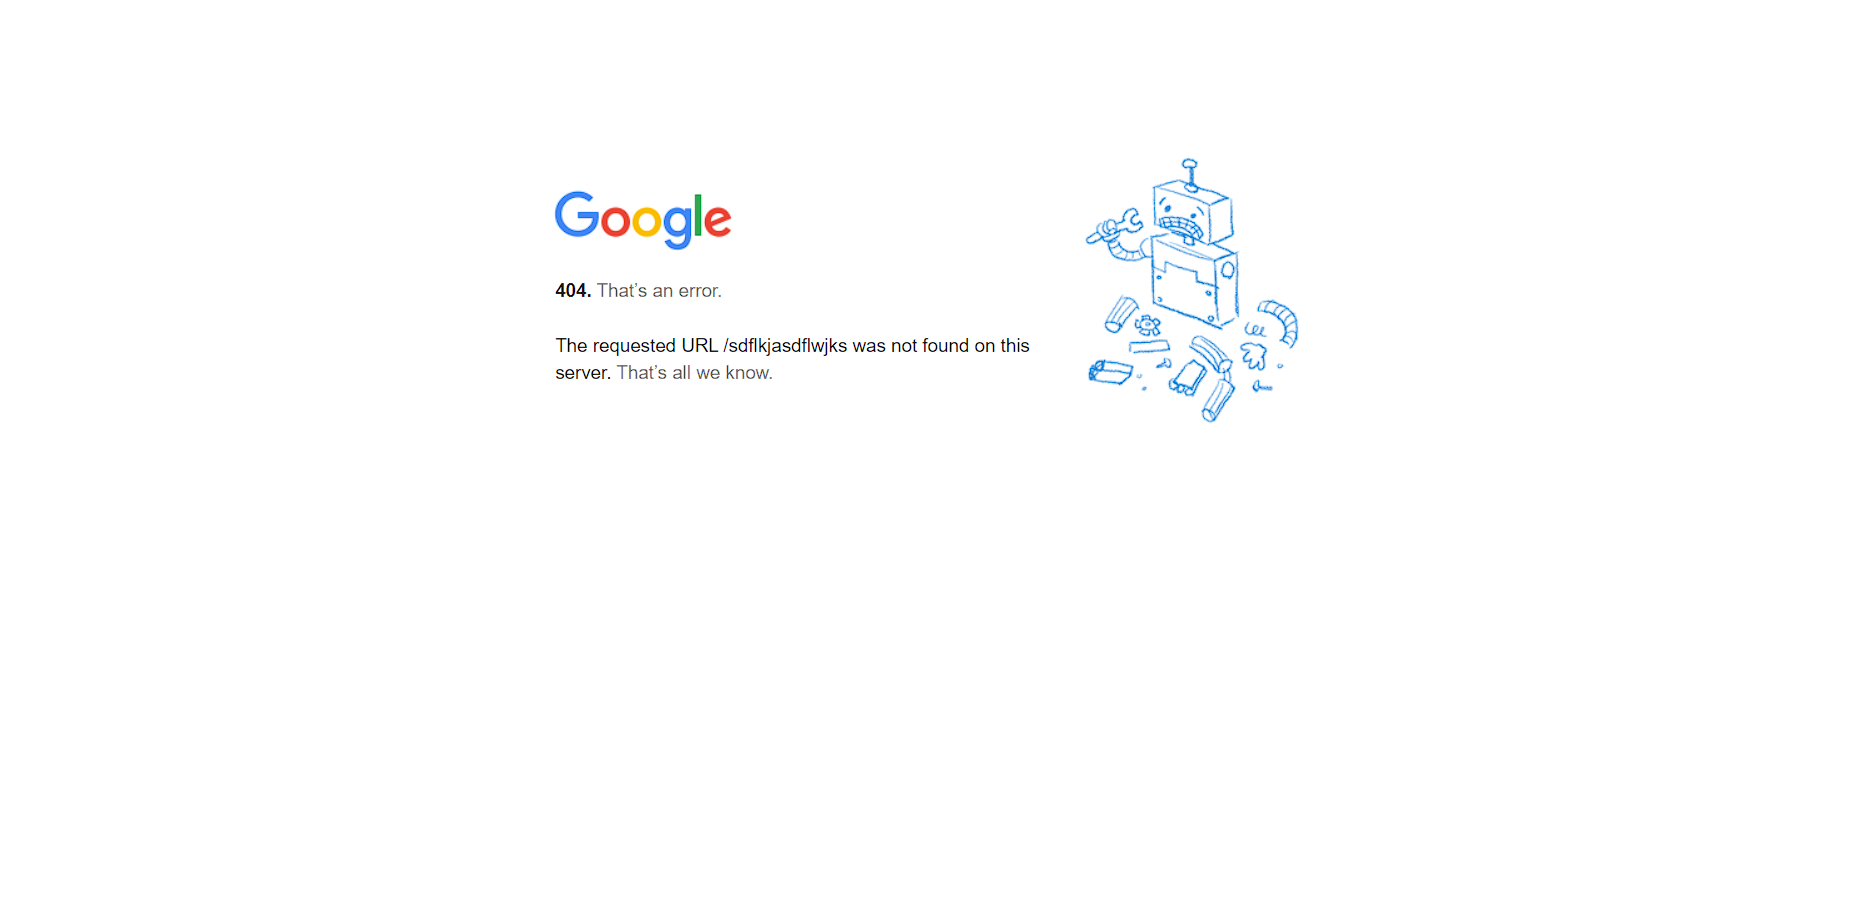 Google
404. That’s an error.
The requested URL /sdflkjasdflwjks was not found on this
server. That’s all we know.